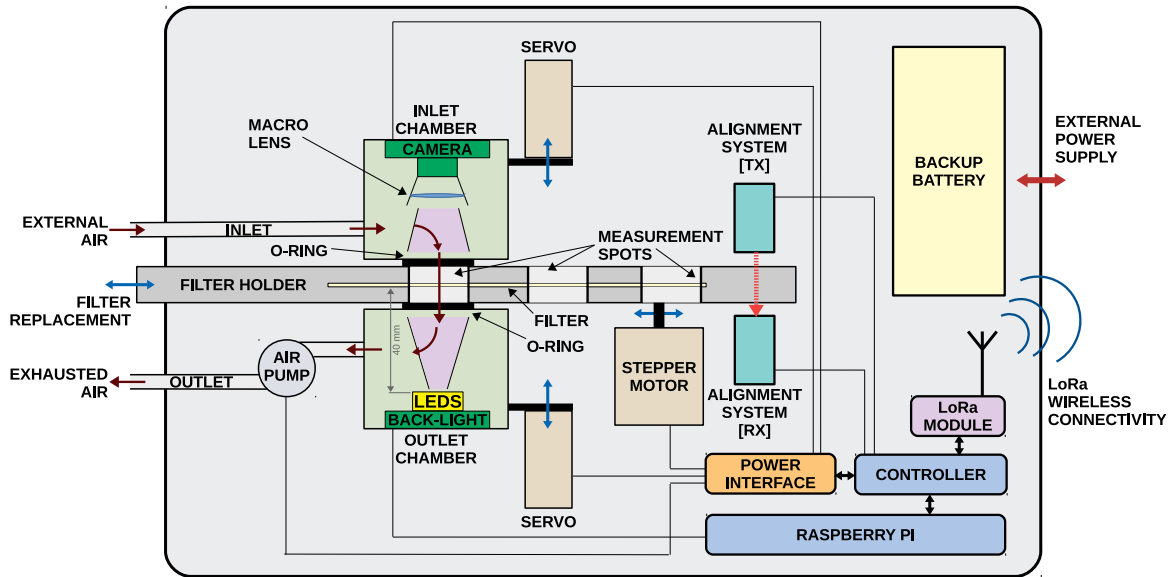 SERVO
INLET
CHAMBER
MACRO
LENS
CAMERA
ALIGNMENT
SYSTEM
[TX]
BACKUP
BATTERY
EXTERNAL
POWER
SUPPLY
EXTERNAL
AIR
INLET
O-RING
MEASUREMENT
SPOTS
FILTER HOLDER
FILTER
REPLACEMENT
FILTER
O-RING
40 mm
AIR
PUMP
STEPPER
MOTOR
EXHAUSTED
AIR
OUTLET
LEDS
BACK-LIGHT
OUTLET
CHAMBER
ALIGNMENT
SYSTEM
[RX]
LoRa
MODULE
LoRa
WIRELESS
CONNECTIVITY
POWER
INTERFACE
CONTROLLER
SERVO
RASPBERRY PI